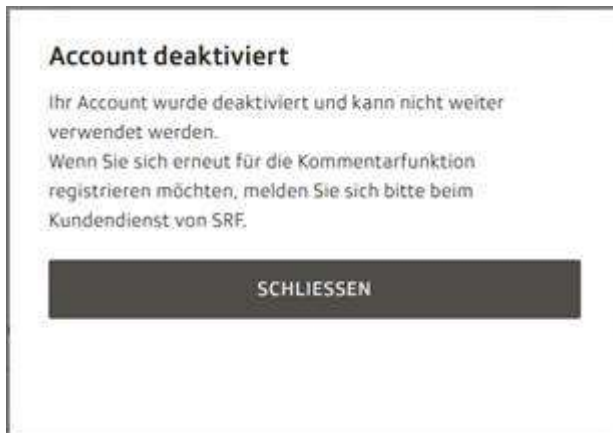 Account deaktiviert
Ihr Account wurde deaktiviert und kann nicht weiter
verwendet werden.
Wenn Sie sich erneut für die Kommentarfunktion
registrieren möchten, melden Sie sich bitte beim
Kundendienst von SRF.
SCHLIESSEN